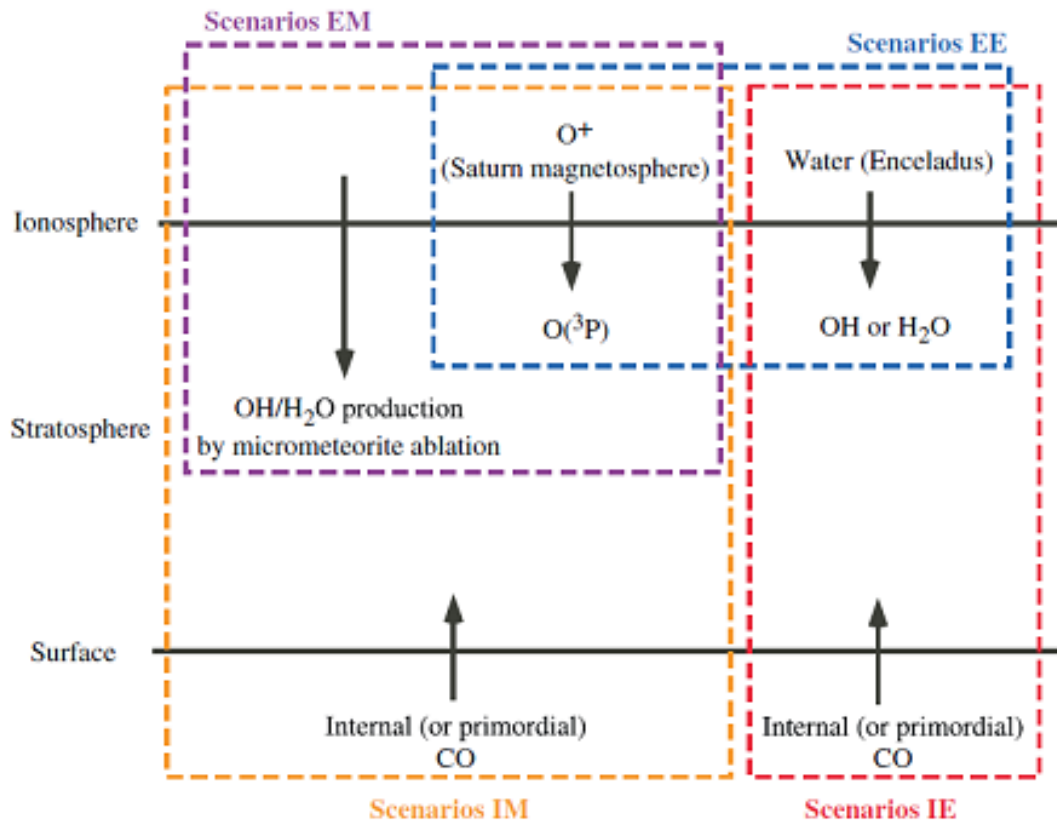 Scenarios EM
Scenarios EE
O+
(Saturn magnetosphere)
Water (Enceladus)
Ionosphere
O(3P)
OH or H2O
OH/H2O production
by micrometeorite ablation
Stratosphere
Surface
Internal (or primordial)
CO
Internal (or primordial)
CO
Scenarios IM
Scenarios IE